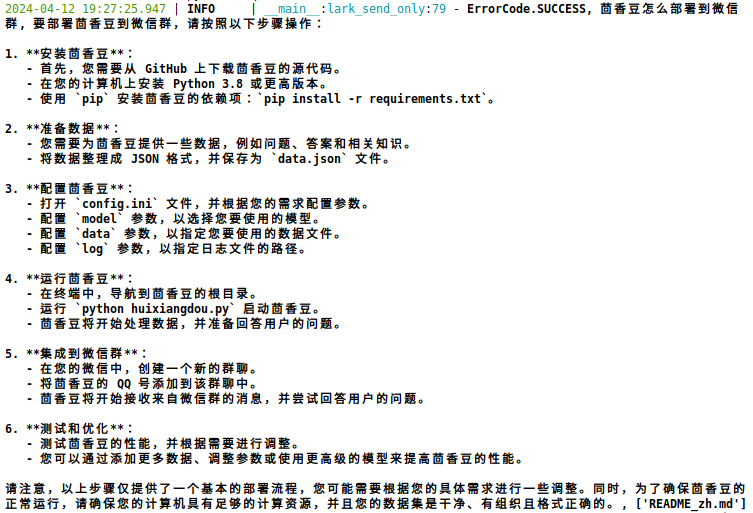 2024-04-12 19:27:25.947 | INFO     | __main__:lark_send_only:79 - ErrorCode.SUCCESS, 茴香豆怎么部署到微信
群, 要部署茴香豆到微信群，请按照以下步骤操作：
1. **安装茴香豆**：
- 首先，您需要从 GitHub 上下载茴香豆的源代码。
- 在您的计算机上安装 Python 3.8 或更高版本。
- 使用 `pip` 安装茴香豆的依赖项：`pip install -r requirements.txt`。
2. **准备数据**：
- 您需要为茴香豆提供一些数据，例如问题、答案和相关知识。
- 将数据整理成 JSON 格式，并保存为 `data.json` 文件。
3. **配置茴香豆**：
- 打开 `config.ini` 文件，并根据您的需求配置参数。
- 配置 `model` 参数，以选择您要使用的模型。
- 配置 `data` 参数，以指定您要使用的数据文件。
- 配置 `log` 参数，以指定日志文件的路径。
4. **运行茴香豆**：
- 在终端中，导航到茴香豆的根目录。
- 运行 `python huixiangdou.py` 启动茴香豆。
- 茴香豆将开始处理数据，并准备回答用户的问题。
5. **集成到微信群**：
- 在您的微信中，创建一个新的群聊。
- 将茴香豆的 QQ 号添加到该群聊中。
- 茴香豆将开始接收来自微信群的消息，并尝试回答用户的问题。
6. **测试和优化**：
- 测试茴香豆的性能，并根据需要进行调整。
- 您可以通过添加更多数据、调整参数或使用更高级的模型来提高茴香豆的性能。
请注意，以上步骤仅提供了一个基本的部署流程，您可能需要根据您的具体需求进行一些调整。同时，为了确保茴香豆的
正常运行，请确保您的计算机具有足够的计算资源，并且您的数据集是干净、有组织且格式正确的。, ['README_zh.md']